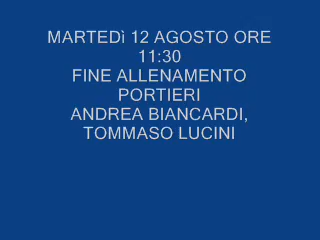 MARTEDì 12 AGOSTO ORE
11:30
FINE ALLENAMENTO
PORTIERI
ANDREA BIANCARDI,
TOMMASO LUCINI